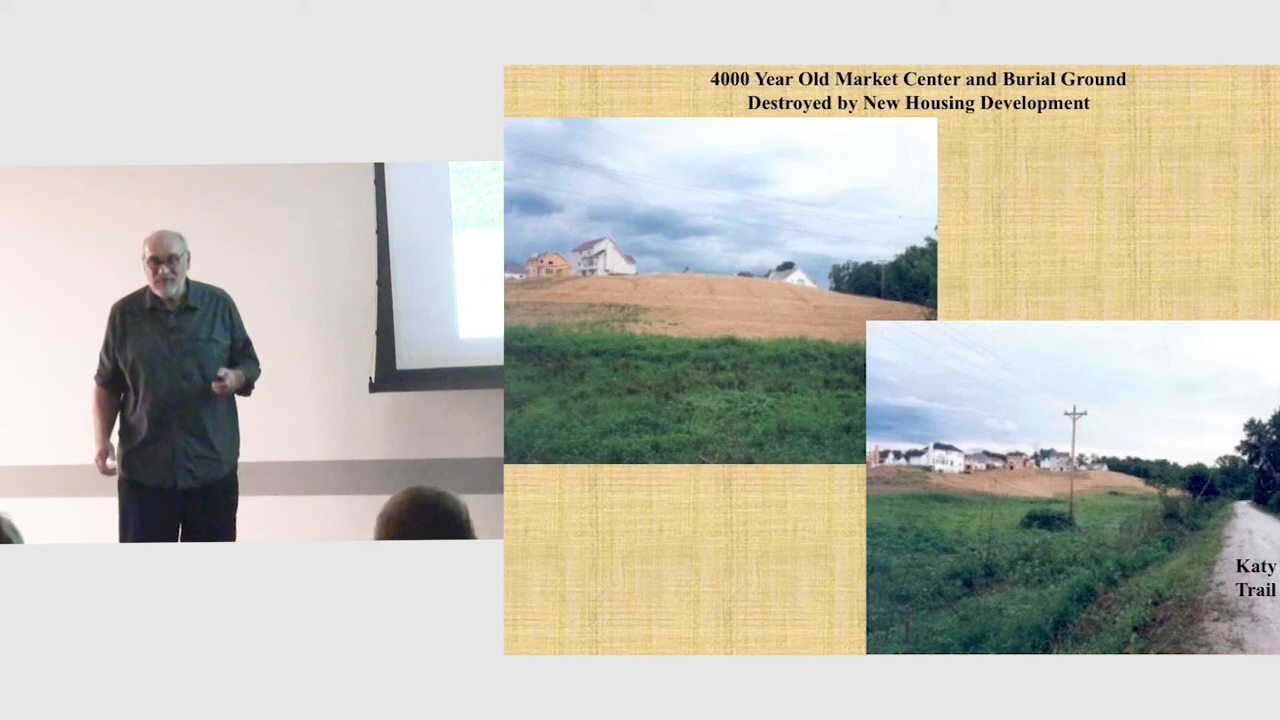 4000 Year Old Market Center and Burial Ground
Destroyed by New Housing Development
Katy
Trail